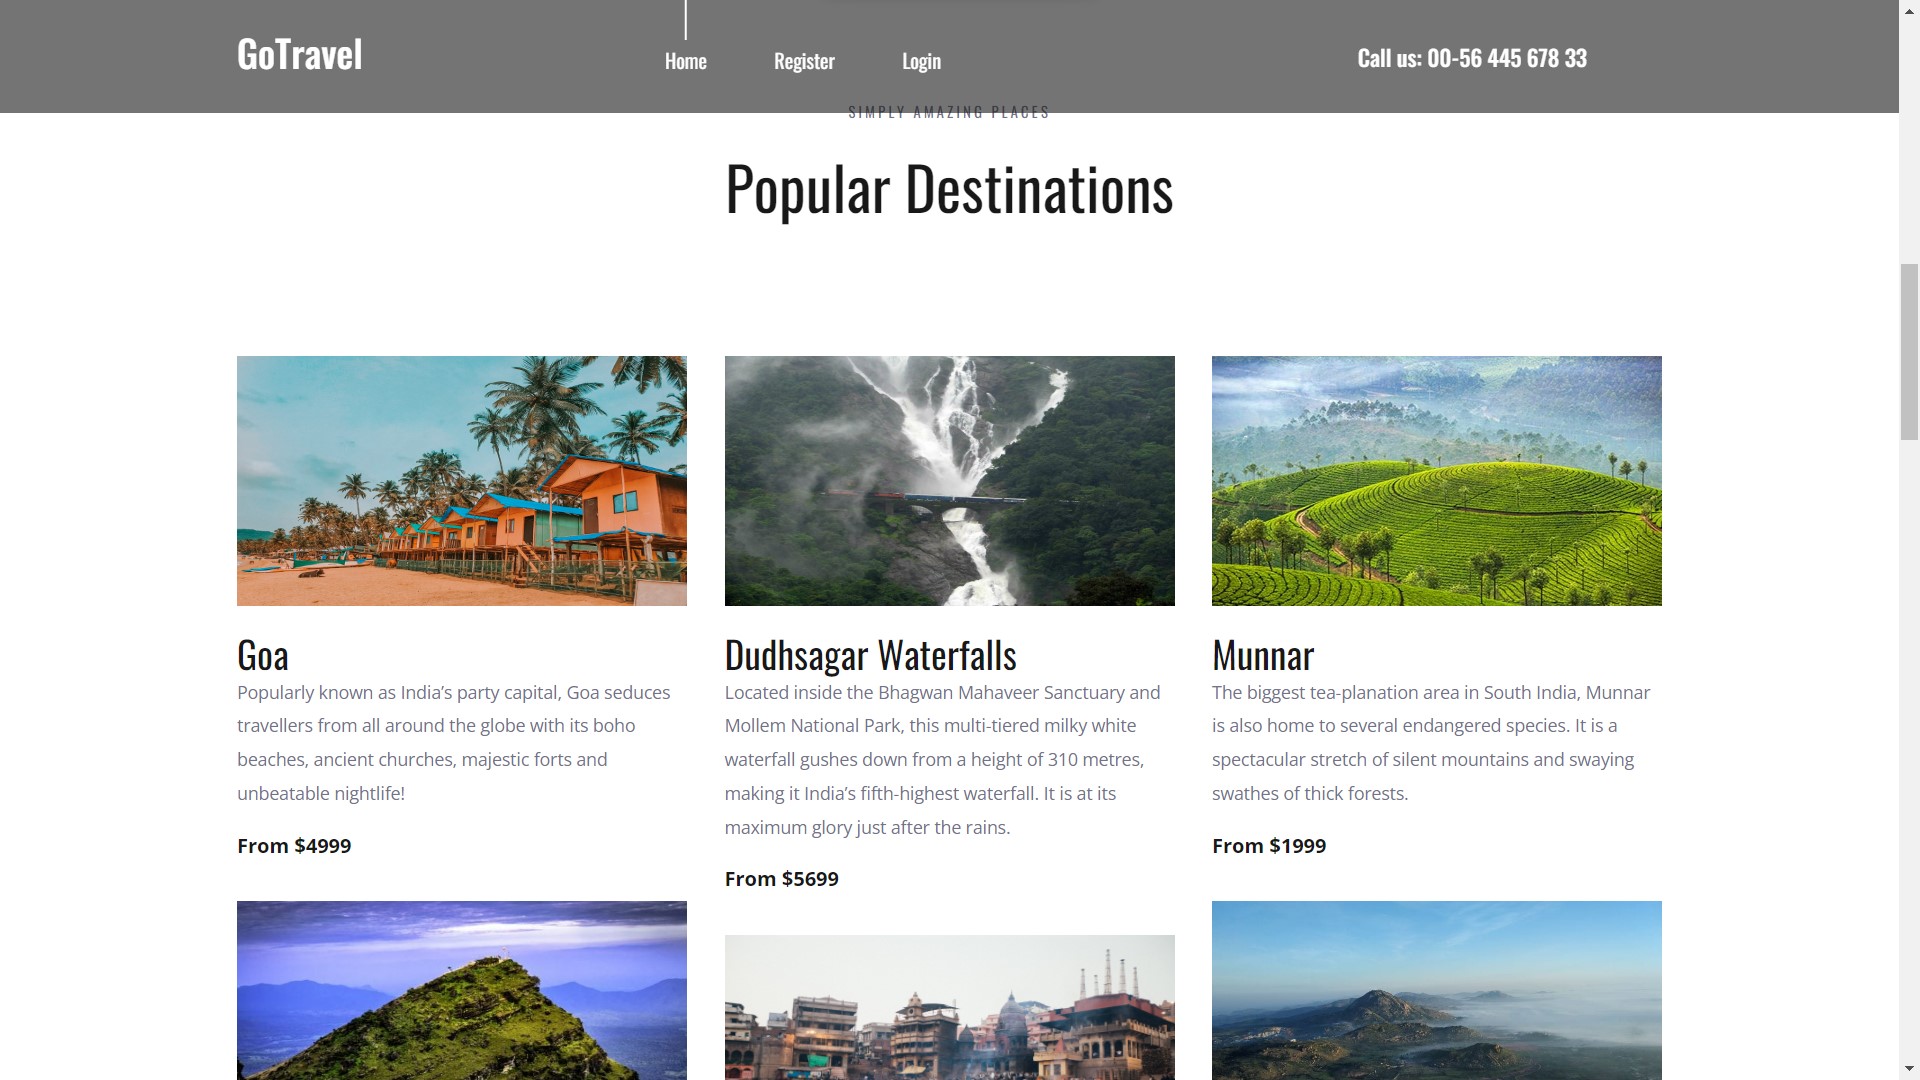 GoTravel
Home
Register
Login
Call us: 00-56 445 678 33
SIMPLY AMAZING PLACES
Popular Destinations
Goa
Popularly known as India’s party capital, Goa seduces
travellers from all around the globe with its boho
beaches, ancient churches, majestic forts and
unbeatable nightlife!
From $4999
Dudhsagar Waterfalls
Located inside the Bhagwan Mahaveer Sanctuary and
Mollem National Park, this multi-tiered milky white
waterfall gushes down from a height of 310 metres,
making it India’s fifth-highest waterfall. It is at its
maximum glory just after the rains.
From $5699
Munnar
The biggest tea-planation area in South India, Munnar
is also home to several endangered species. It is a
spectacular stretch of silent mountains and swaying
swathes of thick forests.
From $1999